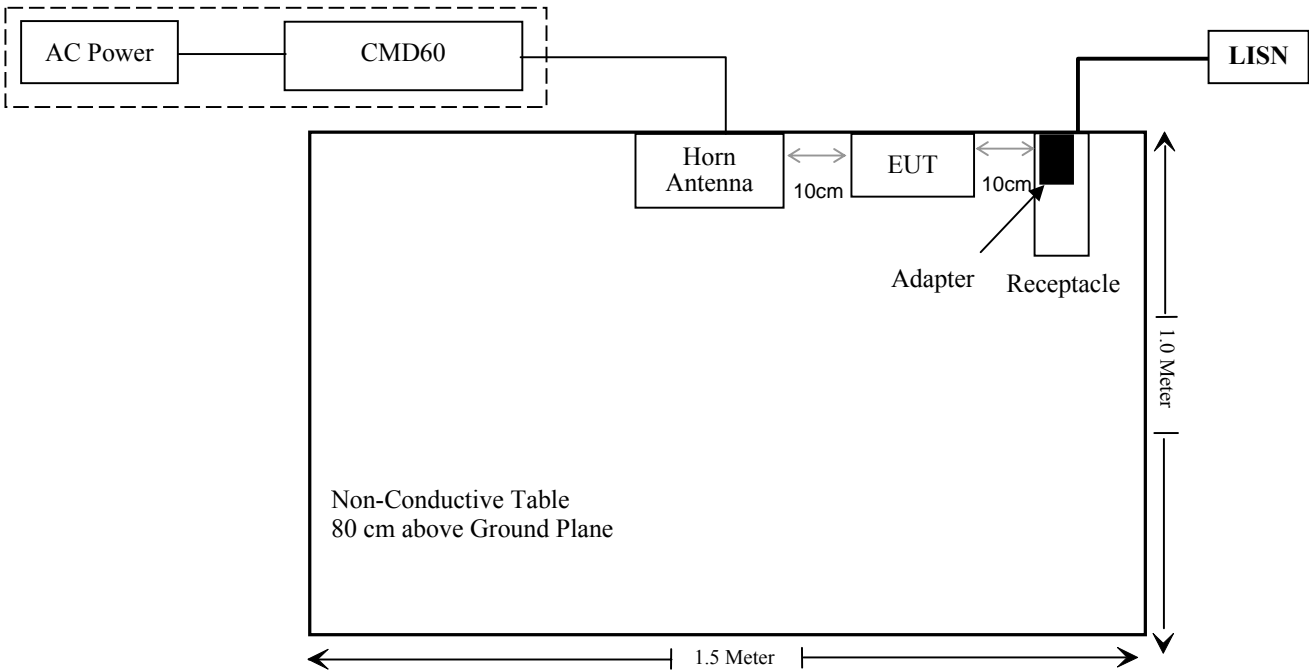 AC Power
CMD60
LISN
Horn
Antenna
10cm
EUT
10cm
Adapter
Receptacle
1.0 Meter
Non-Conductive Table
80 cm above Ground Plane
1.5 Meter